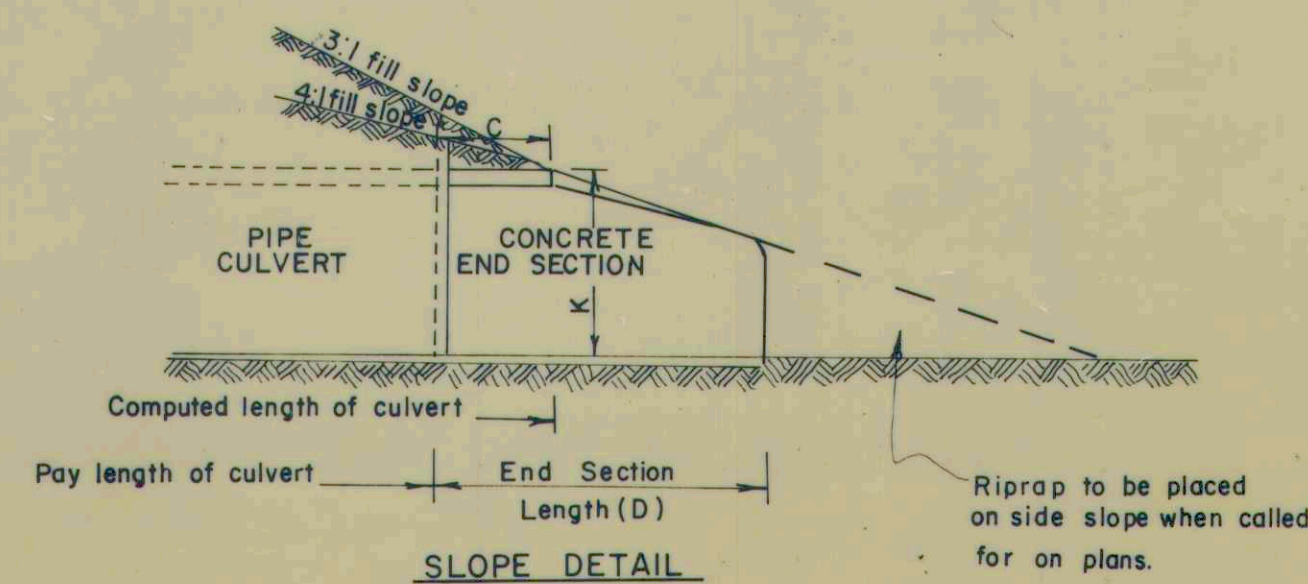 3:1 fill slope
4:1 fill slope
C
PIPE
CULVERT
CONCRETE
END SECTION
K
Computed length of culvert
Pay length of culvert
End Section
Length (D)
Riprap to be placed
on side slope when called
for on plans.
SLOPE DETAIL